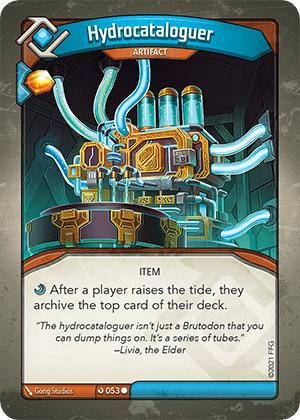 Hydrocataloguer
ARTIFACT
ITEM
After a player raises the tide, they
archive the top card of their deck.
“The hydrocataloguer isn’t just a Brutodon that you
can dump things on. It’s a series of tubes.”
–Livia, the Elder
Gong Studios
053
©2021 FFG